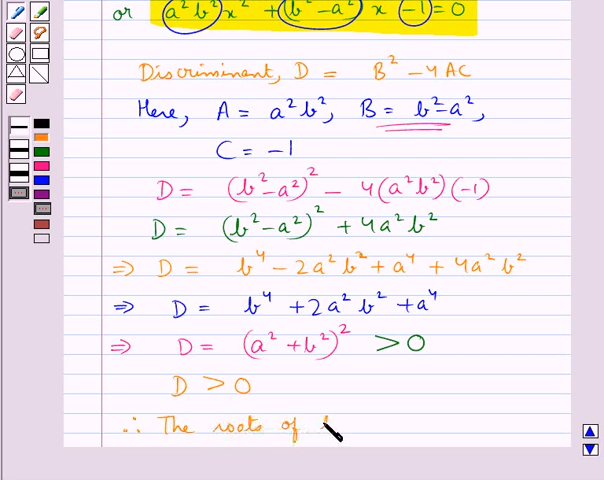 or a²b² x² + (b² - a²) x - 1 = 0
Discriminant, D = B² - 4AC
Here, A = a²b², B = b² - a²,
C = -1
D = (b² - a²)² - 4(a²b²)(-1)
D = (b² - a²)² + 4a²b²
⇒ D = b⁴ - 2a²b² + a⁴ + 4a²b²
⇒ D = b⁴ + 2a²b² + a⁴
⇒ D = (a² + b²)² > 0
D > 0
∴ The roots of